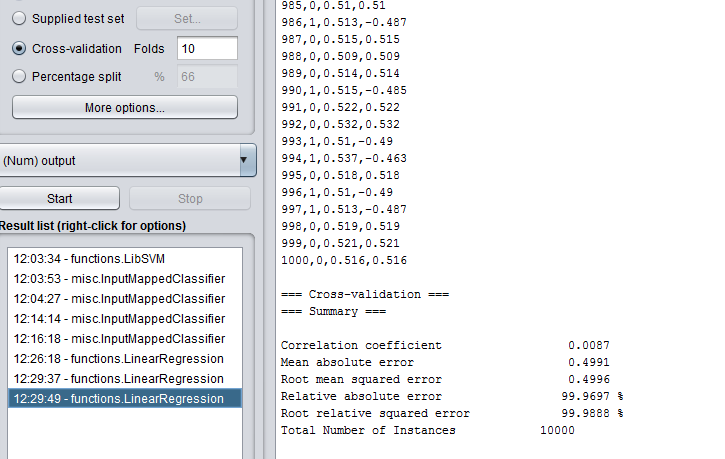 Supplied test set Set...
Cross-validation Folds 10
Percentage split % 66
More options...
(Num) output
Start Stop
Result list (right-click for options)
12:03:34 - functions.LibSVM
12:03:53 - misc.InputMappedClassifier
12:04:27 - misc.InputMappedClassifier
12:14:14 - misc.InputMappedClassifier
12:16:18 - misc.InputMappedClassifier
12:26:18 - functions.LinearRegression
12:29:37 - functions.LinearRegression
12:29:49 - functions.LinearRegression
985,0,0.51,0.51
986,1,0.513,-0.487
987,0,0.515,0.515
988,0,0.509,0.509
989,0,0.514,0.514
990,1,0.515,-0.485
991,0,0.522,0.522
992,0,0.532,0.532
993,1,0.51,-0.49
994,1,0.537,-0.463
995,0,0.518,0.518
996,1,0.51,-0.49
997,1,0.513,-0.487
998,0,0.519,0.519
999,0,0.521,0.521
1000,0,0.516,0.516
=== Cross-validation ===
=== Summary ===
Correlation coefficient 0.0087
Mean absolute error 0.4991
Root mean squared error 0.4996
Relative absolute error 99.9697 %
Root relative squared error 99.9888 %
Total Number of Instances 10000